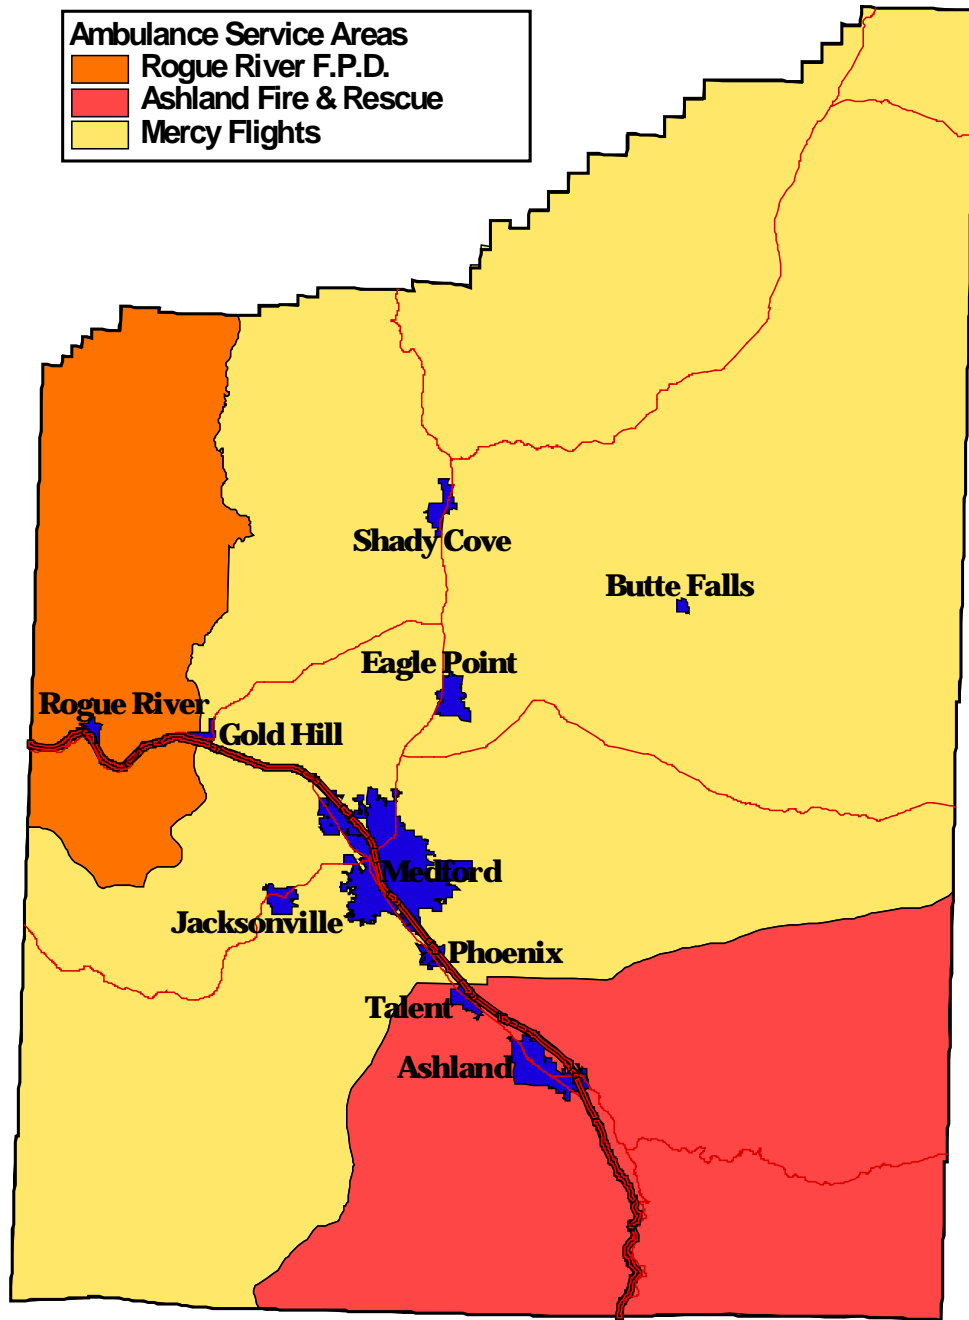 Ambulance Service Areas
Rogue River F.P.D.
Ashland Fire & Rescue
Mercy Flights
Shady Cove
Butte Falls
Eagle Point
Rogue River
Gold Hill
Medford
Jacksonville
Phoenix
Talent
Ashland